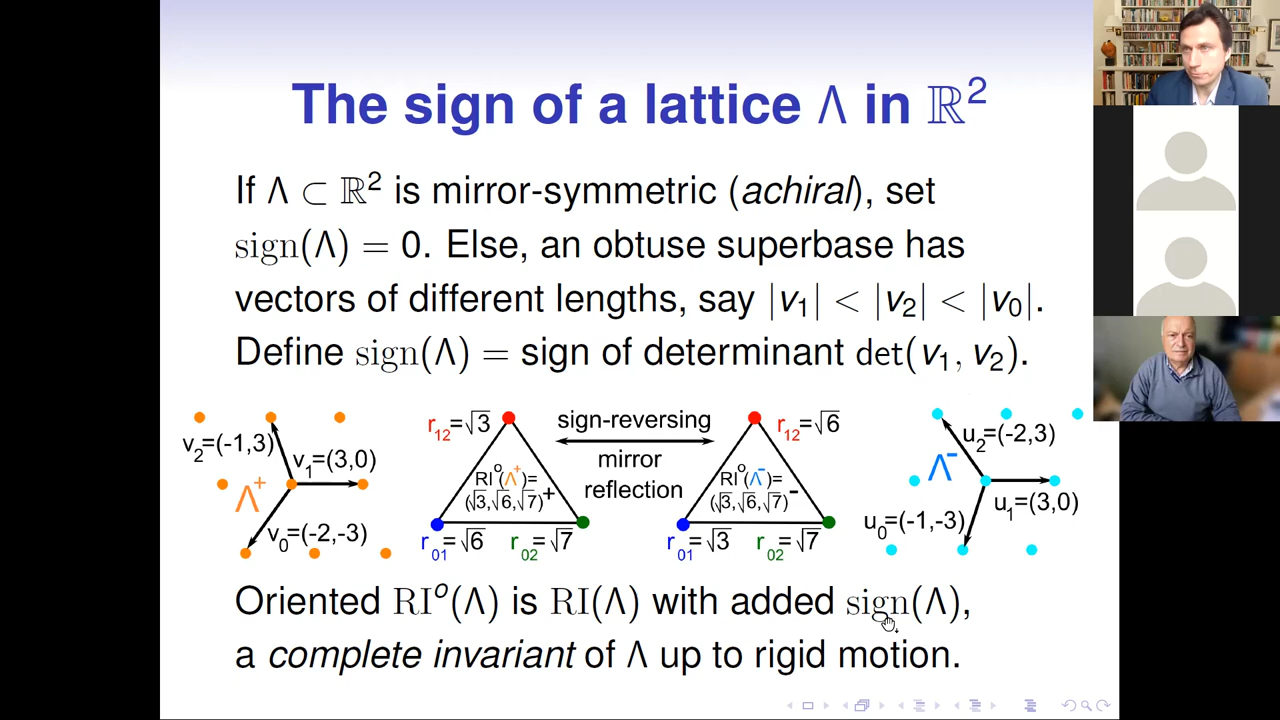 The sign of a lattice Λ in ℝ²
If Λ ⊂ ℝ² is mirror-symmetric (achiral), set
sign(Λ) = 0. Else, an obtuse superbase has
vectors of different lengths, say |v₁| < |v₂| < |v₀|.
Define sign(Λ) = sign of determinant det(v₁, v₂).
v₂=(-1,3)
v₁=(3,0)
Λ⁺
v₀=(-2,-3)
r₁₂=√3
RI°(Λ⁺)=
(√3,√6,√7)+
r₀₁=√6
r₀₂=√7
sign-reversing
mirror
reflection
r₁₂=√6
RI°(Λ⁻)=
(√3,√6,√7)-
r₀₁=√3
r₀₂=√7
u₂=(-2,3)
Λ⁻
u₁=(3,0)
u₀=(-1,-3)
Oriented RIᵒ(Λ) is RI(Λ) with added sign(Λ),
a complete invariant of Λ up to rigid motion.